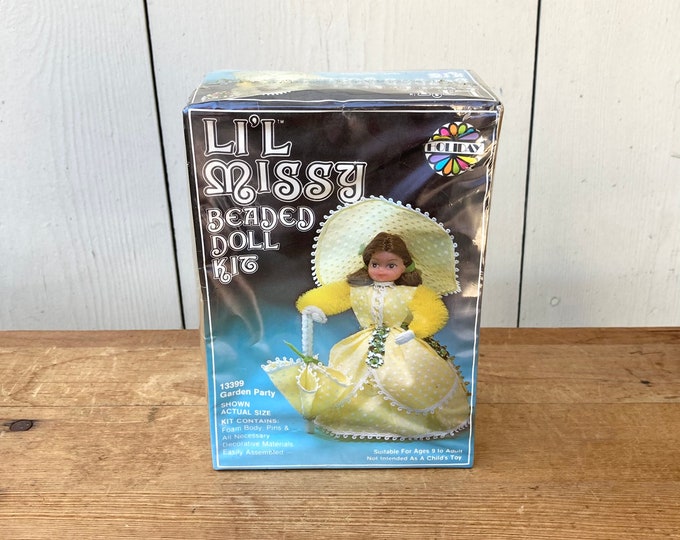 LI'L™
MISSY
BEADED
DOLL
KIT
HOLIDAY
13399
Garden Party
SHOWN
ACTUAL SIZE
KIT CONTAINS:
Foam Body, Pins &
All Necessary
Decorative Materials
Easily Assembled
Suitable For Ages 9 to Adult
Not Intended As A Child's Toy